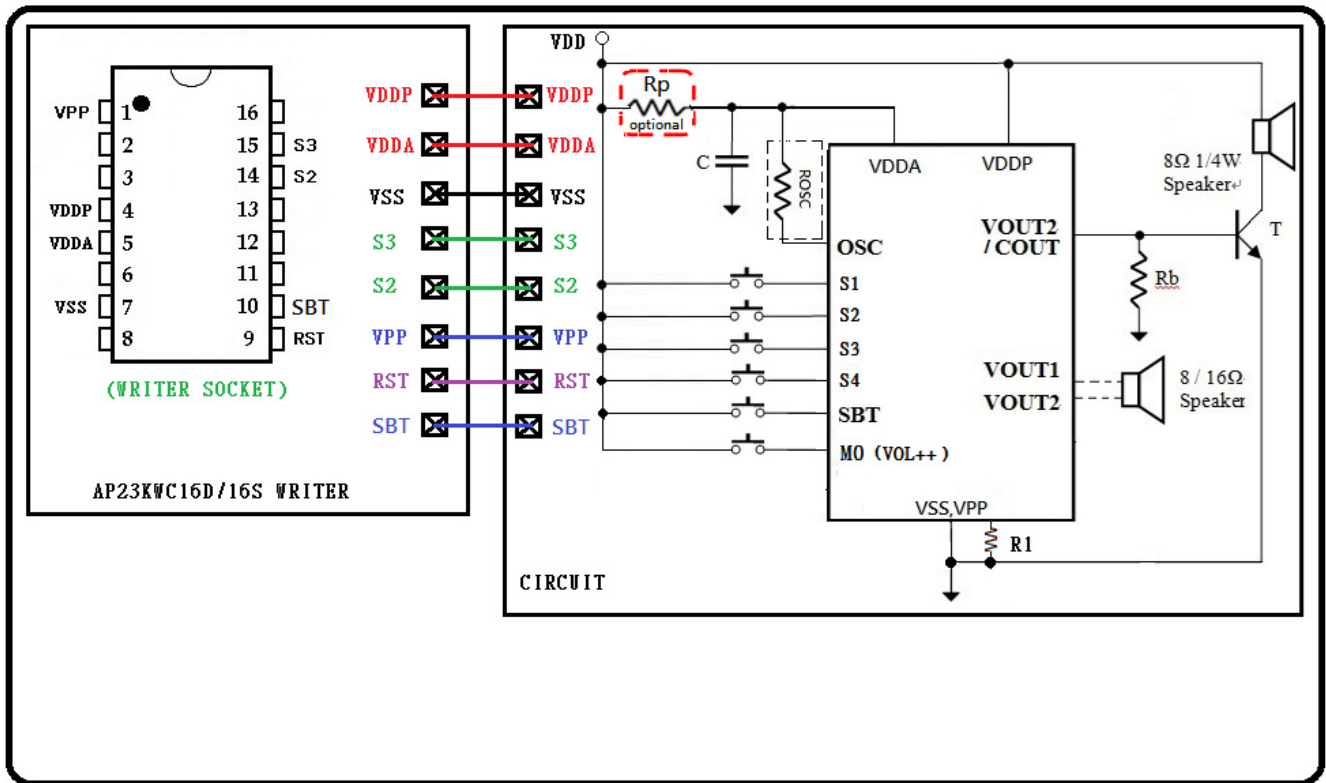 VPP 1
2
3
VDDP 4
VDDA 5
6
VSS 7
8
16
15 S3
14 S2
13
12
11
10 SBT
9 RST
(WRITER SOCKET)
AP23KWC16D/16S WRITER
VDDP
VDDA
VSS
S3
S2
VPP
RST
SBT
VDDP
VDDA
VSS
S3
S2
VPP
RST
SBT
VDD
Rp
optional
C
ROSC
VDDA
VDDP
OSC
S1
S2
S3
S4
SBT
M0 (VOL++)
VOUT2
/ COUT
VOUT1
VOUT2
VSS,VPP
R1
Rb
T
8Ω 1/4W
Speaker↵
8 / 16Ω
Speaker
CIRCUIT